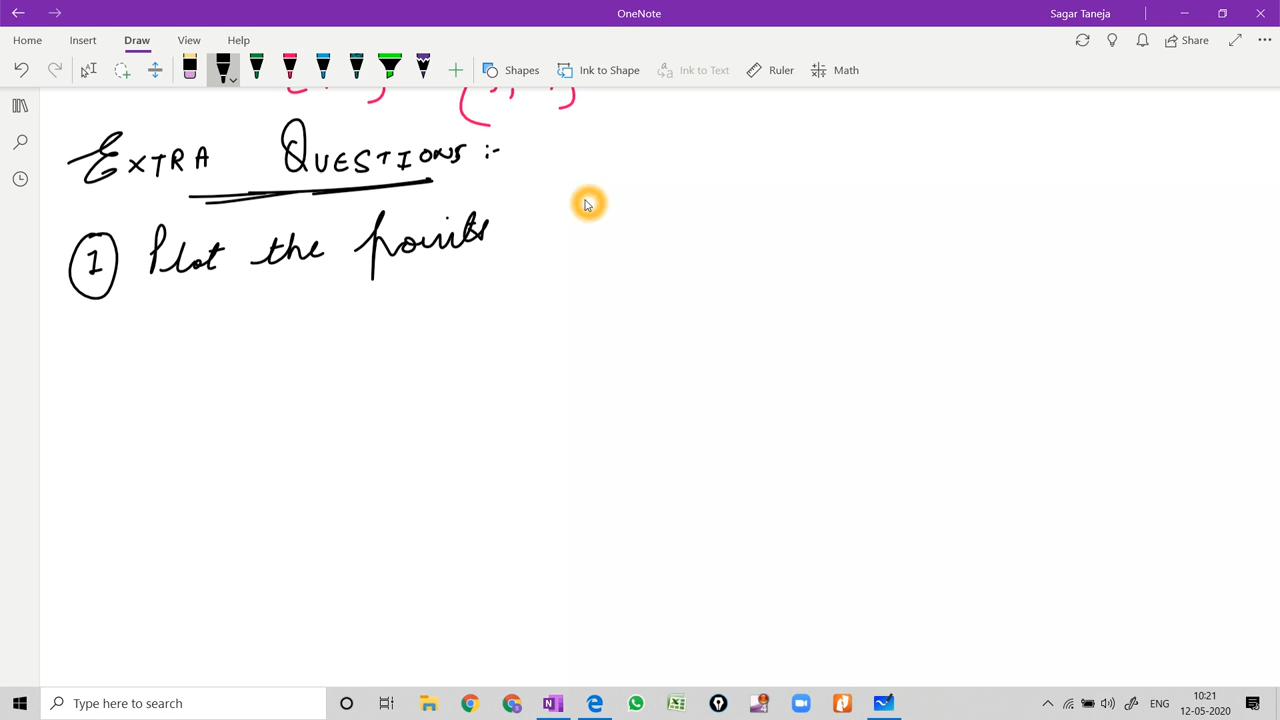 OneNote
Sagar Taneja
Home Insert Draw View Help
Share
Shapes Ink to Shape Ink to Text Ruler Math
EXTRA QUESTIONS :-
1 Plot the points
Type here to search
ENG
10:21
12-05-2020